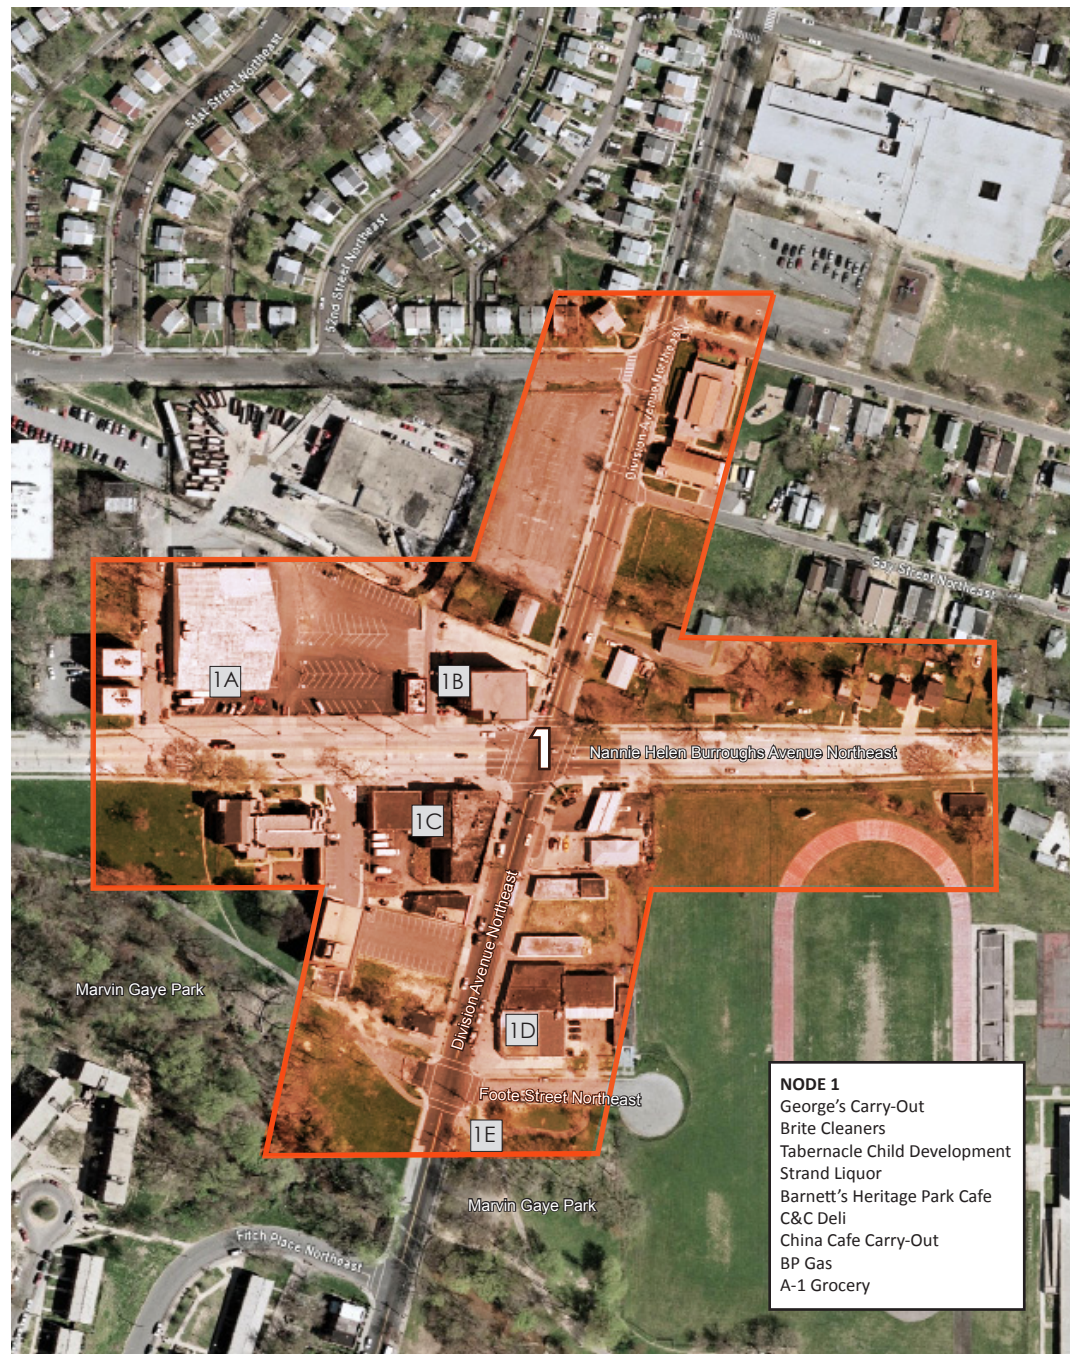 51st Street Northeast
52nd Street Northeast
Division Avenue Northeast
Gay Street Northeast
1A
1B
1
Nannie Helen Burroughs Avenue Northeast
1C
Division Avenue Northeast
Marvin Gaye Park
1D
Foote Street Northeast
1E
Marvin Gaye Park
Fitch Place Northeast
NODE 1
George's Carry-Out
Brite Cleaners
Tabernacle Child Development
Strand Liquor
Barnett's Heritage Park Cafe
C&C Deli
China Cafe Carry-Out
BP Gas
A-1 Grocery